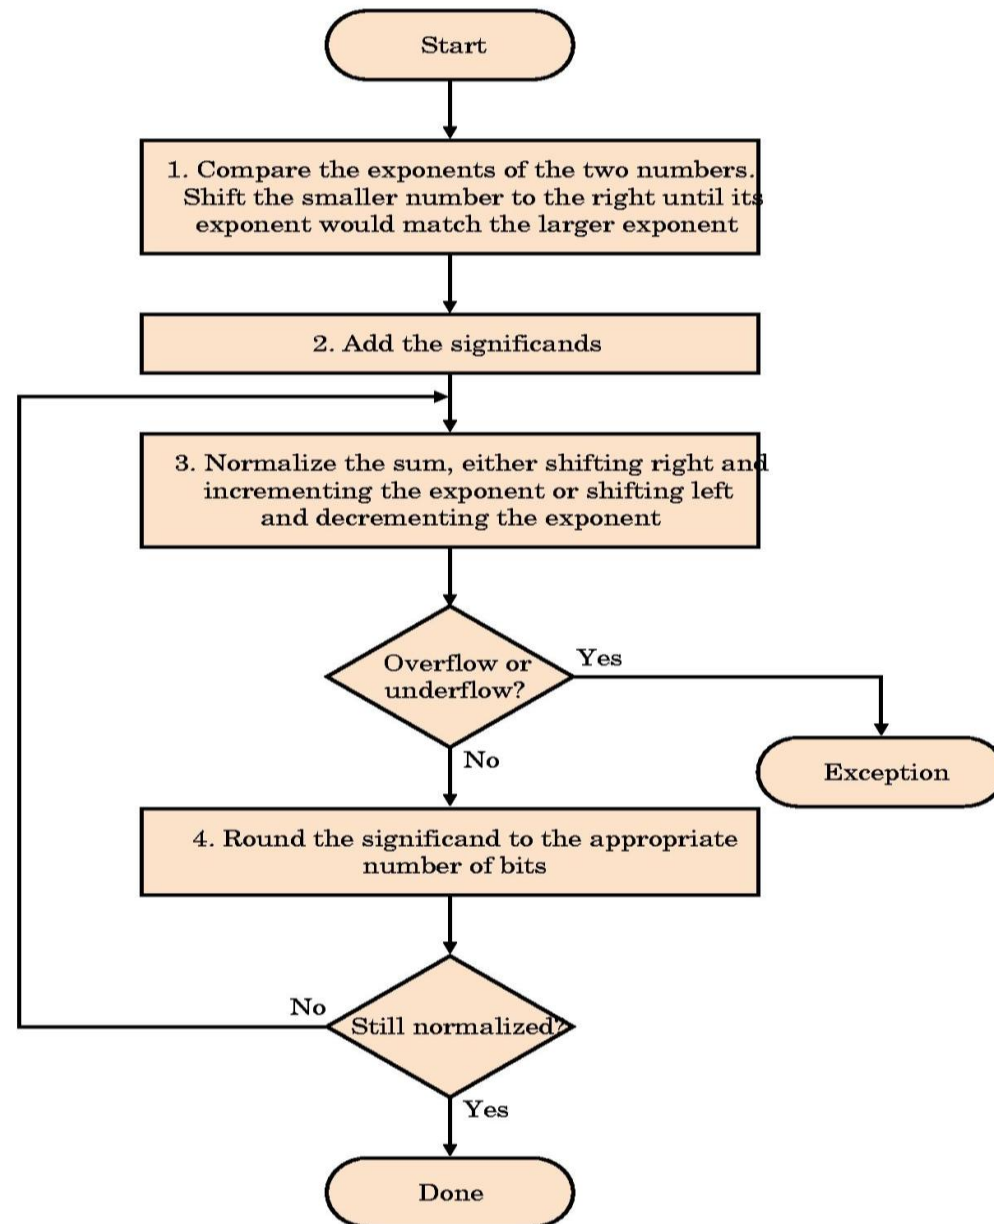 Start
1. Compare the exponents of the two numbers.
Shift the smaller number to the right until its
exponent would match the larger exponent
2. Add the significands
3. Normalize the sum, either shifting right and
incrementing the exponent or shifting left
and decrementing the exponent
Overflow or
underflow?
Yes
No
Exception
4. Round the significand to the appropriate
number of bits
No
Still normalized?
Yes
Done